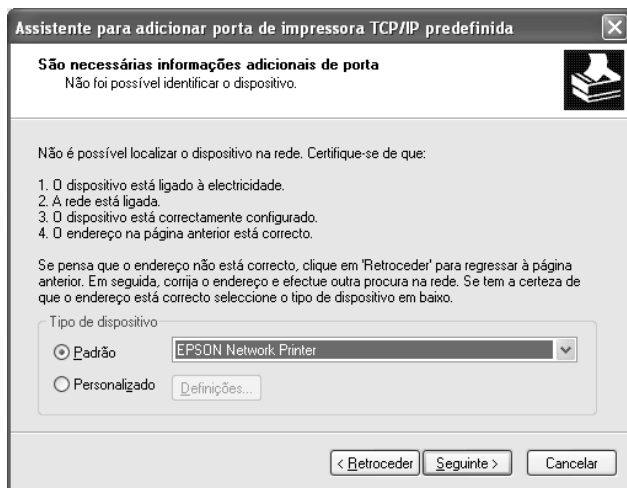 Assistente para adicionar porta de impressora TCP/IP predefinida
São necessárias informações adicionais de porta
Não foi possível identificar o dispositivo.
Não é possível localizar o dispositivo na rede. Certifique-se de que:
1. O dispositivo está ligado à electricidade.
2. A rede está ligada.
3. O dispositivo está correctamente configurado.
4. O endereço na página anterior está correcto.
Se pensa que o endereço não está correcto, clique em 'Retroceder' para regressar à página
anterior. Em seguida, corrija o endereço e efectue outra procura na rede. Se tem a certeza de
que o endereço está correcto seleccione o tipo de dispositivo em baixo.
Tipo de dispositivo
Padrão
EPSON Network Printer
Personalizado
Definições...
< Retroceder
Seguinte >
Cancelar